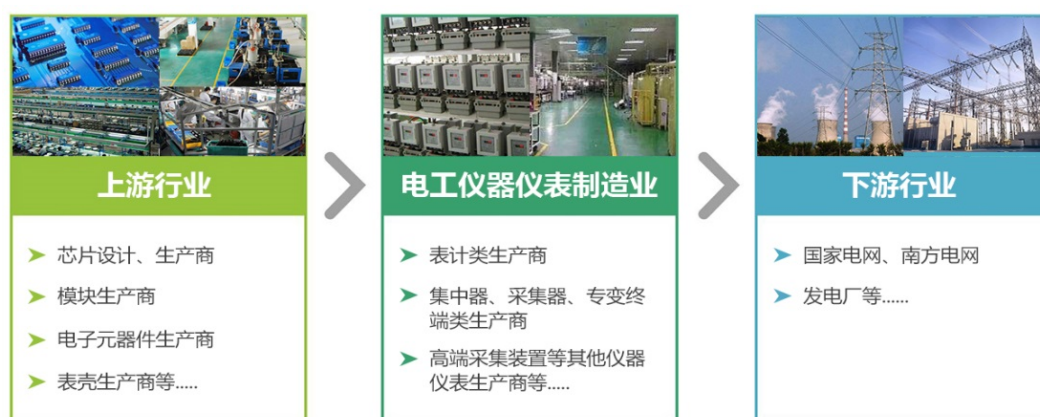 上游行业
芯片设计、生产商
模块生产商
电子元器件生产商
表壳生产商等.....
电工仪器仪表制造业
表计类生产商
集中器、采集器、专变终
端类生产商
高端采集装置等其他仪器
仪表生产商等.....
下游行业
国家电网、南方电网
发电厂等......